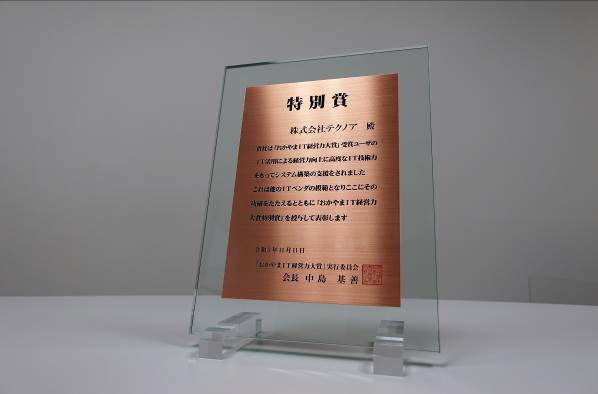 特別賞
株式会社テクノア 殿
貴社は「おかやまIT経営力大賞」受賞ユーザの
IT活用による経営力向上に高度なIT技術力
をもってシステム構築の支援をされました
これは他のITベンダの模範となりここにその
功績をたたえるとともに「おかやまIT経営力
大賞特別賞」を授与して表彰します
月 日
「おかやまIT経営力大賞」実行委員会
会長 中島 基善